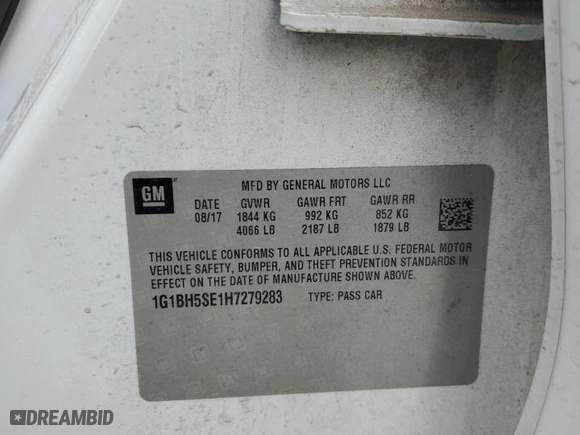 GM
MFD BY GENERAL MOTORS LLC
DATE GVWR GAWR FRT GAWR RR
08/17 1844 KG 992 KG 852 KG
4066 LB 2187 LB 1879 LB
THIS VEHICLE CONFORMS TO ALL APPLICABLE U.S. FEDERAL MOTOR
VEHICLE SAFETY, BUMPER, AND THEFT PREVENTION STANDARDS IN
EFFECT ON THE DATE OF MANUFACTURE SHOWN ABOVE.
1G1BH5SE1H7279283 TYPE: PASS CAR
DREAMBID